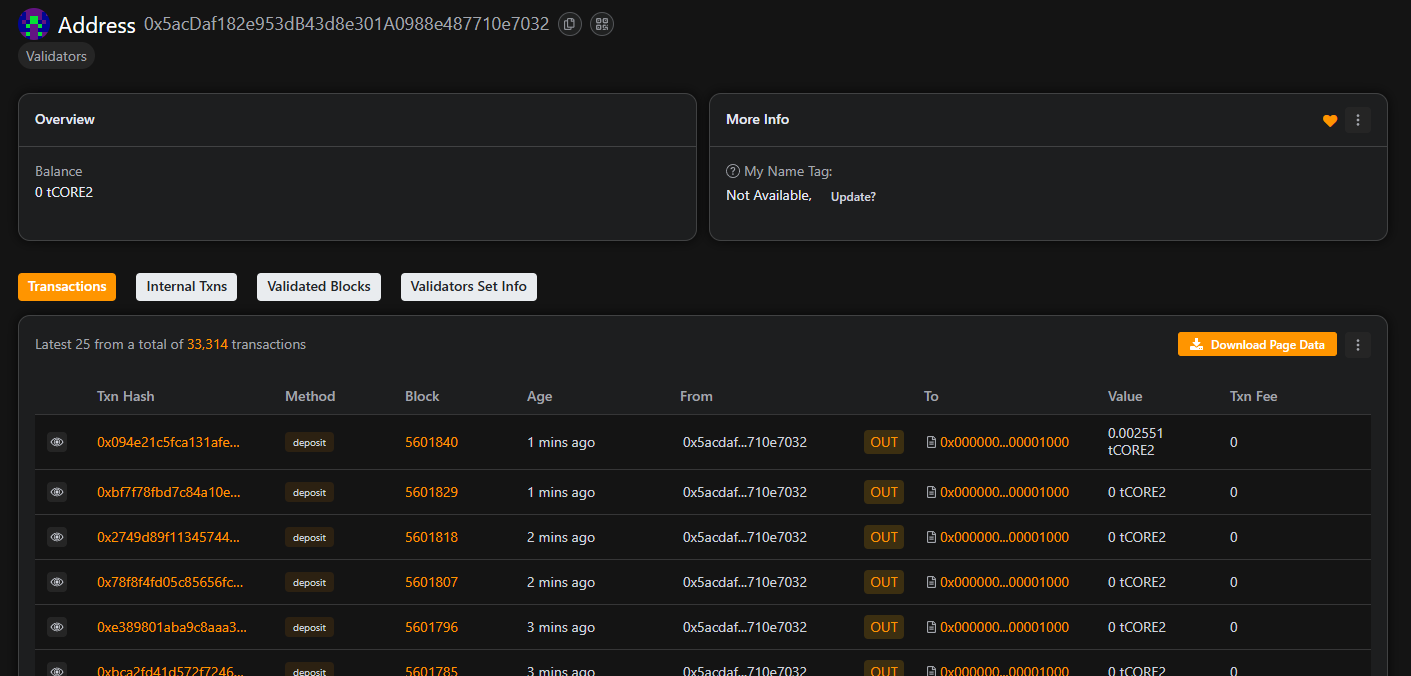 Address 0x5acDaf182e953dB43d8e301A0988e487710e7032
Validators
Overview
Balance
0 tCORE2
More Info
My Name Tag:
Not Available, Update?
Transactions Internal Txns Validated Blocks Validators Set Info
Latest 25 from a total of 33,314 transactions
Download Page Data
Txn Hash Method Block Age From To Value Txn Fee
0x094e21c5fca131afe... deposit 5601840 1 mins ago 0x5acdaf...710e7032 OUT 0x000000...00001000 0.002551 tCORE2 0
0xbf7f78fbd7c84a10e... deposit 5601829 1 mins ago 0x5acdaf...710e7032 OUT 0x000000...00001000 0 tCORE2 0
0x2749d89f11345744... deposit 5601818 2 mins ago 0x5acdaf...710e7032 OUT 0x000000...00001000 0 tCORE2 0
0x78f8f4fd05c85656fc... deposit 5601807 2 mins ago 0x5acdaf...710e7032 OUT 0x000000...00001000 0 tCORE2 0
0xe389801aba9c8aaa3... deposit 5601796 3 mins ago 0x5acdaf...710e7032 OUT 0x000000...00001000 0 tCORE2 0
0xbca2fd41d572f7246... deposit 5601785 3 mins ago 0x5acdaf...710e7032 OUT 0x000000...00001000 0 tCORE2 0